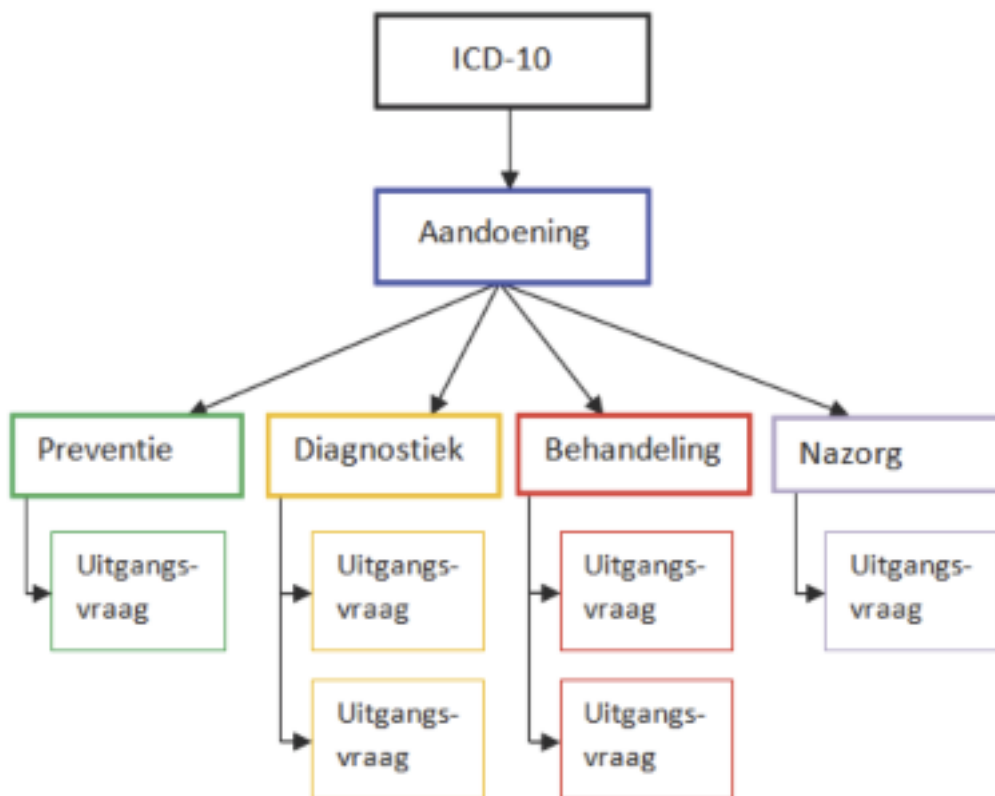 ICD-10
Aandoening
Preventie
Diagnostiek
Behandeling
Nazorg
Uitgangs-
vraag
Uitgangs-
vraag
Uitgangs-
vraag
Uitgangs-
vraag
Uitgangs-
vraag
Uitgangs-
vraag